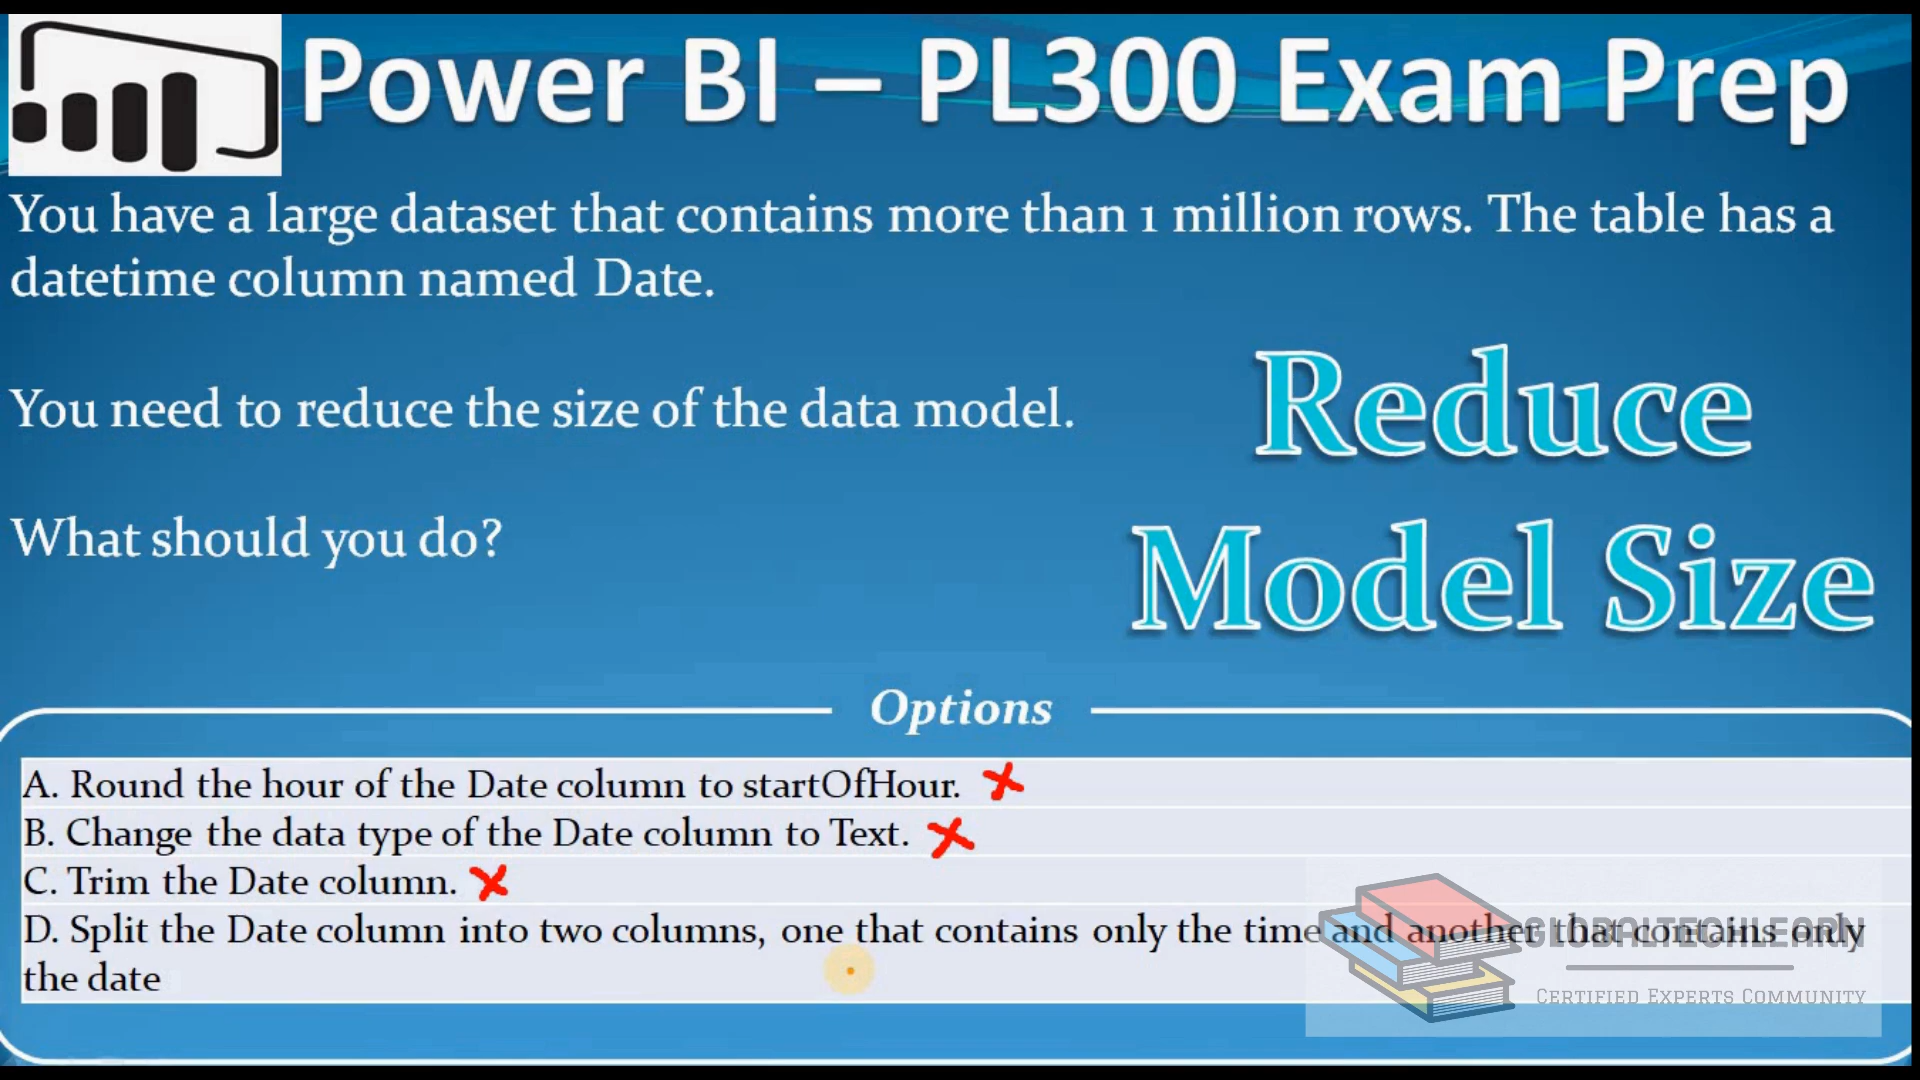 Power BI – PL300 Exam Prep
You have a large dataset that contains more than 1 million rows. The table has a
datetime column named Date.
You need to reduce the size of the data model.
What should you do?
Reduce
Model Size
Options
A. Round the hour of the Date column to startOfHour.
B. Change the data type of the Date column to Text.
C. Trim the Date column.
D. Split the Date column into two columns, one that contains only the time and another that contains only
the date
GLOBALTECHLEARN
CERTIFIED EXPERTS COMMUNITY